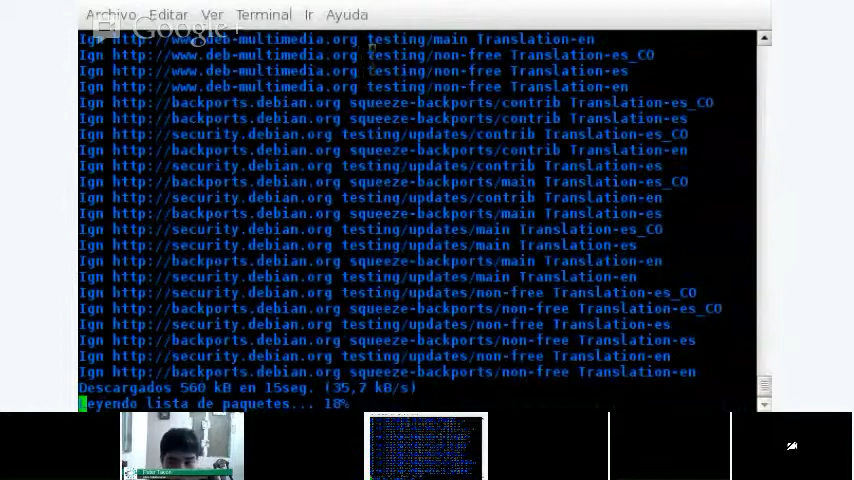 Archivo Editar Ver Terminal Ir Ayuda
Google+
Ign http://www.deb-multimedia.org testing/main Translation-en
Ign http://www.deb-multimedia.org testing/non-free Translation-es_CO
Ign http://www.deb-multimedia.org testing/non-free Translation-es
Ign http://www.deb-multimedia.org testing/non-free Translation-en
Ign http://backports.debian.org squeeze-backports/contrib Translation-es_CO
Ign http://backports.debian.org squeeze-backports/contrib Translation-es
Ign http://security.debian.org testing/updates/contrib Translation-es_CO
Ign http://backports.debian.org squeeze-backports/contrib Translation-en
Ign http://security.debian.org testing/updates/contrib Translation-es
Ign http://backports.debian.org squeeze-backports/main Translation-es_CO
Ign http://security.debian.org testing/updates/contrib Translation-en
Ign http://backports.debian.org squeeze-backports/main Translation-es
Ign http://security.debian.org testing/updates/main Translation-es_CO
Ign http://security.debian.org testing/updates/main Translation-es
Ign http://backports.debian.org squeeze-backports/main Translation-en
Ign http://security.debian.org testing/updates/main Translation-en
Ign http://security.debian.org testing/updates/non-free Translation-es_CO
Ign http://backports.debian.org squeeze-backports/non-free Translation-es_CO
Ign http://security.debian.org testing/updates/non-free Translation-es
Ign http://backports.debian.org squeeze-backports/non-free Translation-es
Ign http://security.debian.org testing/updates/non-free Translation-en
Ign http://backports.debian.org squeeze-backports/non-free Translation-en
Descargados 560 kB en 15seg. (35,7 kB/s)
Leyendo lista de paquetes... 18%